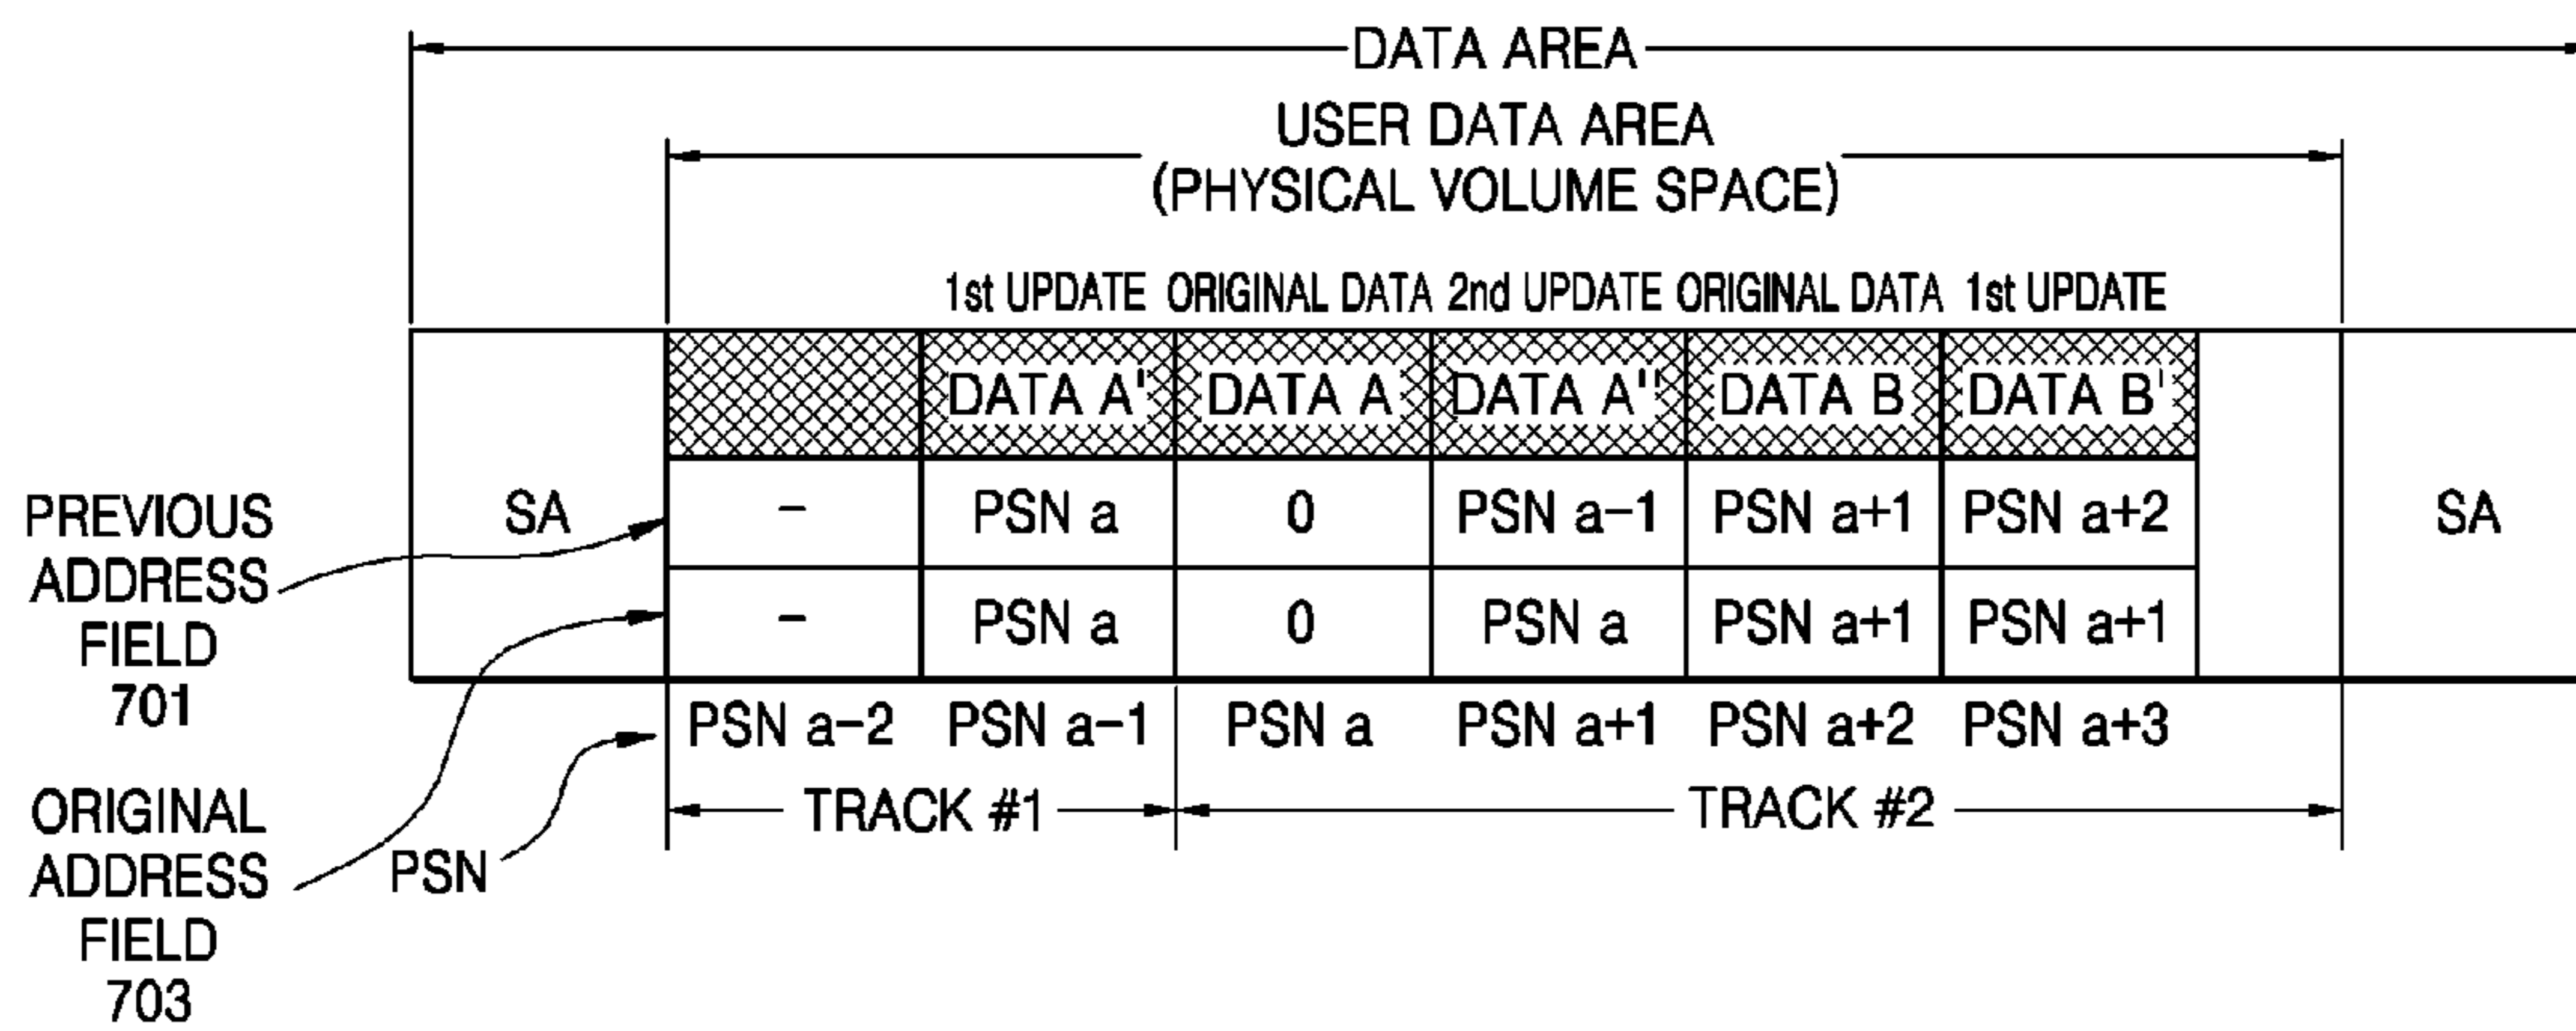 DATA AREA
USER DATA AREA
(PHYSICAL VOLUME SPACE)
1st UPDATE ORIGINAL DATA 2nd UPDATE ORIGINAL DATA 1st UPDATE
DATA A' DATA A DATA A'' DATA B DATA B'
PREVIOUS
ADDRESS
FIELD
701
SA - PSN a 0 PSN a-1 PSN a+1 PSN a+2 SA
- PSN a 0 PSN a PSN a+1 PSN a+1
PSN a-2 PSN a-1 PSN a PSN a+1 PSN a+2 PSN a+3
TRACK #1 TRACK #2
ORIGINAL
ADDRESS
FIELD
703
PSN